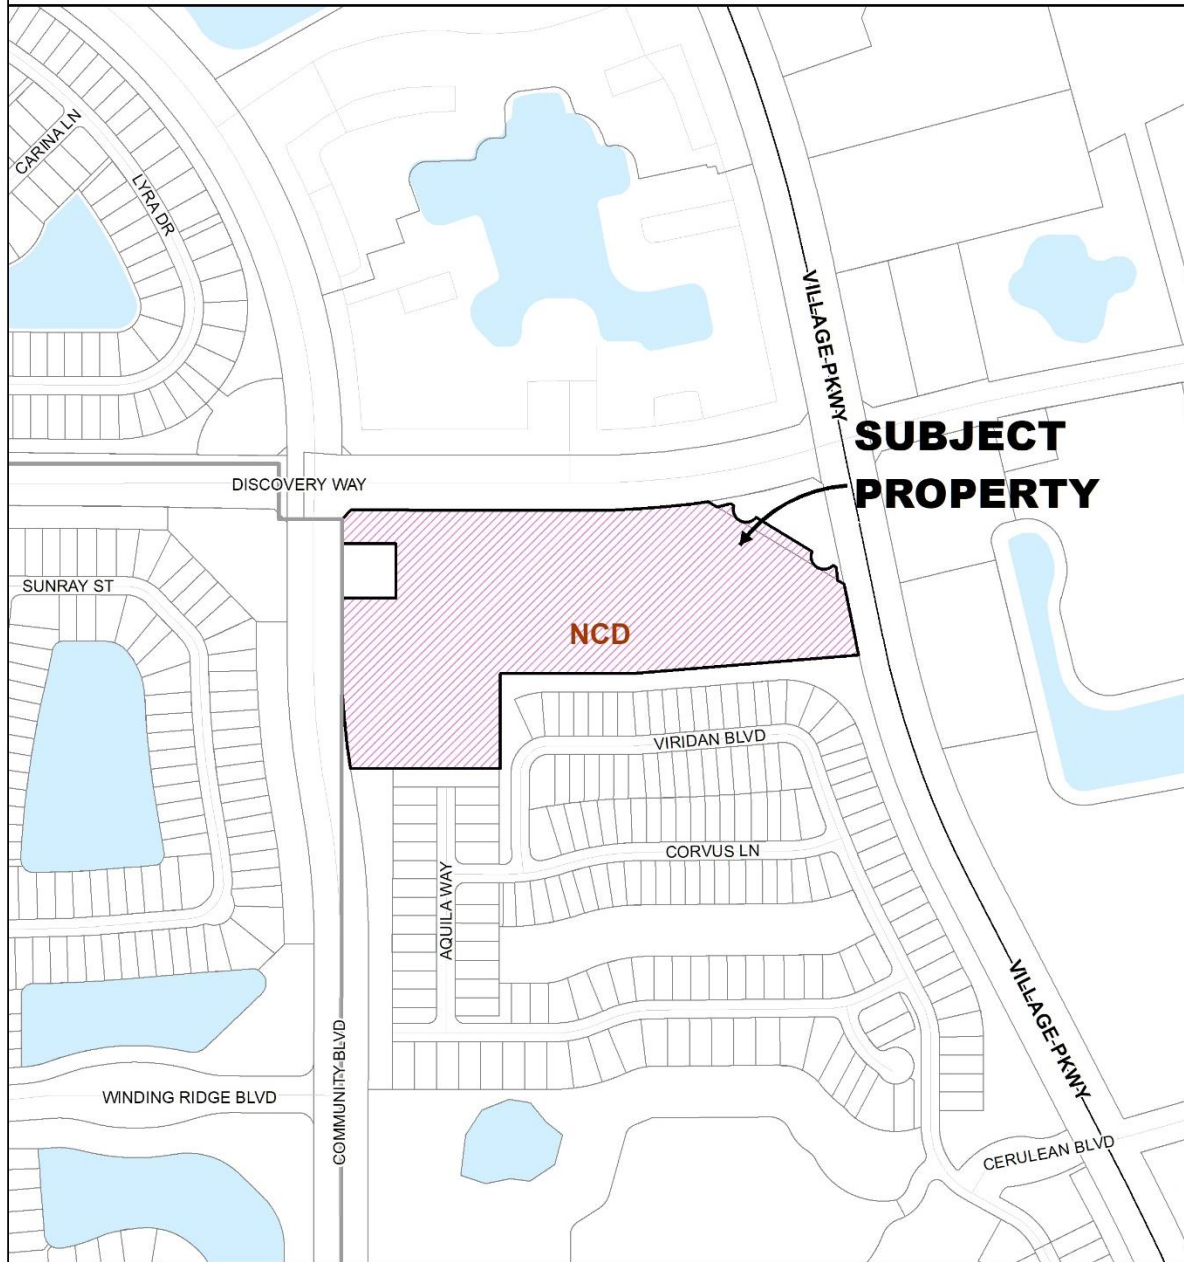 CARINA LN
LYRA DR
VILLAGE PKWY
SUBJECT
PROPERTY
DISCOVERY WAY
SUNRAY ST
NCD
VIRIDAN BLVD
CORVUS LN
AQUILA WAY
VILLAGE PKWY
COMMUNITY BLVD
WINDING RIDGE BLVD
CERULEAN BLVD